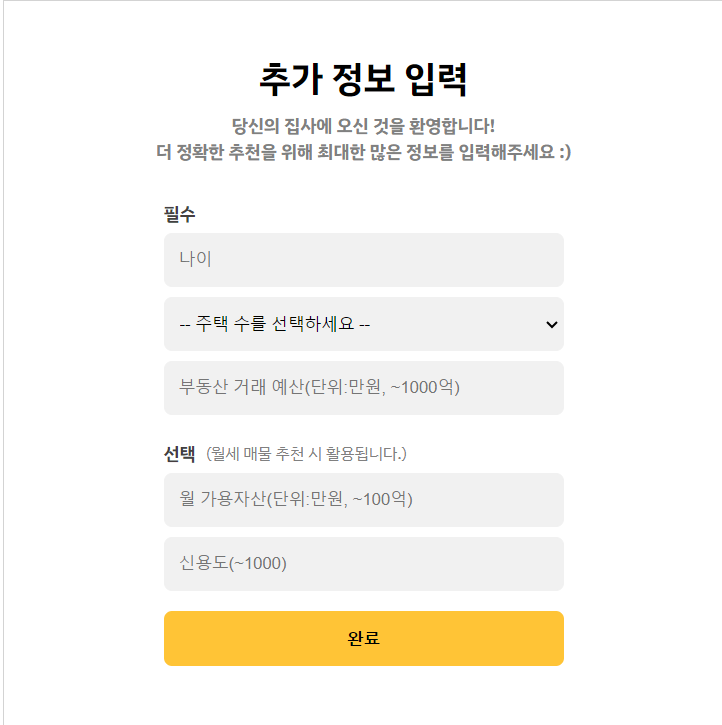 추가 정보 입력
당신의 집사에 오신 것을 환영합니다!
더 정확한 추천을 위해 최대한 많은 정보를 입력해주세요 :)
필수
나이
-- 주택 수를 선택하세요 --
부동산 거래 예산(단위:만원, ~1000억)
선택 (월세 매물 추천 시 활용됩니다.)
월 가용자산(단위:만원, ~100억)
신용도(~1000)
완료